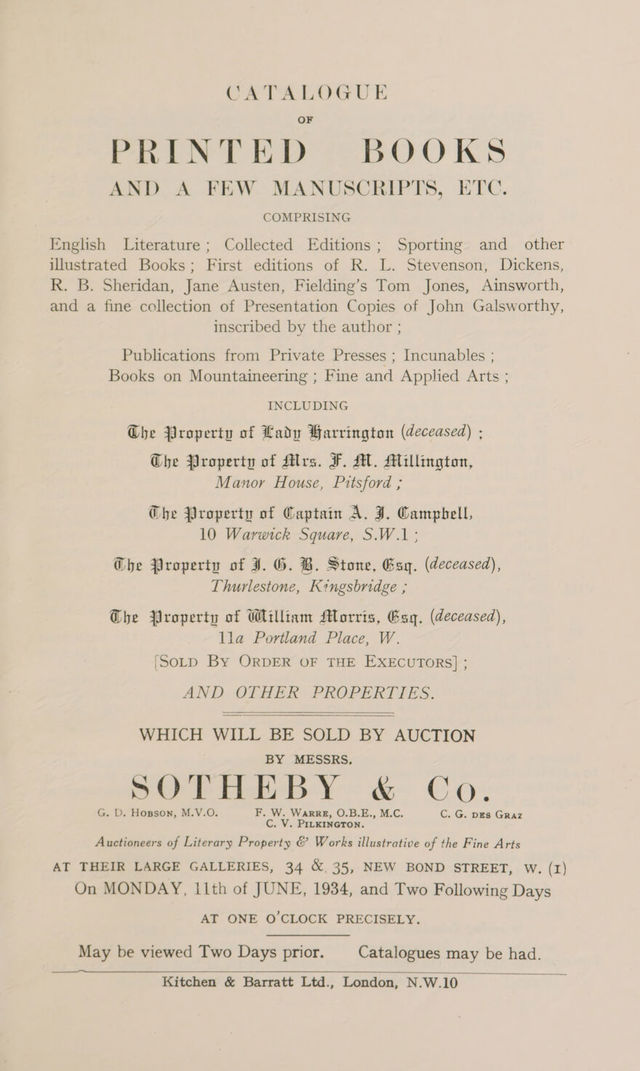 CATALOGUE
OF
PRINTED BOOKS
AND A FEW MANUSCRIPTS, ETC.
COMPRISING
English Literature ; Collected Editions ; Sporting and other
illustrated Books ; First editions of R. L. Stevenson, Dickens,
R. B. Sheridan, Jane Austen, Fielding's Tom Jones, Ainsworth,
and a fine collection of Presentation Copies of John Galsworthy,
inscribed by the author ;
Publications from Private Presses ; Incunables ;
Books on Mountaineering ; Fine and Applied Arts ;
INCLUDING
The Property of Lady Harrington (deceased) ;
The Property of Mrs. F. M. Millington,
Manor House, Pitsford ;
The Property of Captain A. J. Campbell,
10 Warwick Square, S.W.1 ;
The Property of J. G. B. Stone, Esq. (deceased),
Thurlestone, Kingsbridge ;
The Property of William Morris, Esq. (deceased),
11a Portland Place, W.
[SOLD BY ORDER OF THE EXECUTORS] ;
AND OTHER PROPERTIES.
WHICH WILL BE SOLD BY AUCTION
BY MESSRS.
SOTHEBY & Co.
G. D. HOBSON, M.V.O. F. W. WARRE, O.B.E., M.C. C. G. DES GRAZ
C. V. PILKINGTON.
Auctioneers of Literary Property & Works illustrative of the Fine Arts
AT THEIR LARGE GALLERIES, 34 & 35, NEW BOND STREET, W. (1)
On MONDAY, 11th of JUNE, 1934, and Two Following Days
AT ONE O'CLOCK PRECISELY.
May be viewed Two Days prior. Catalogues may be had.
Kitchen & Barratt Ltd., London, N.W.10